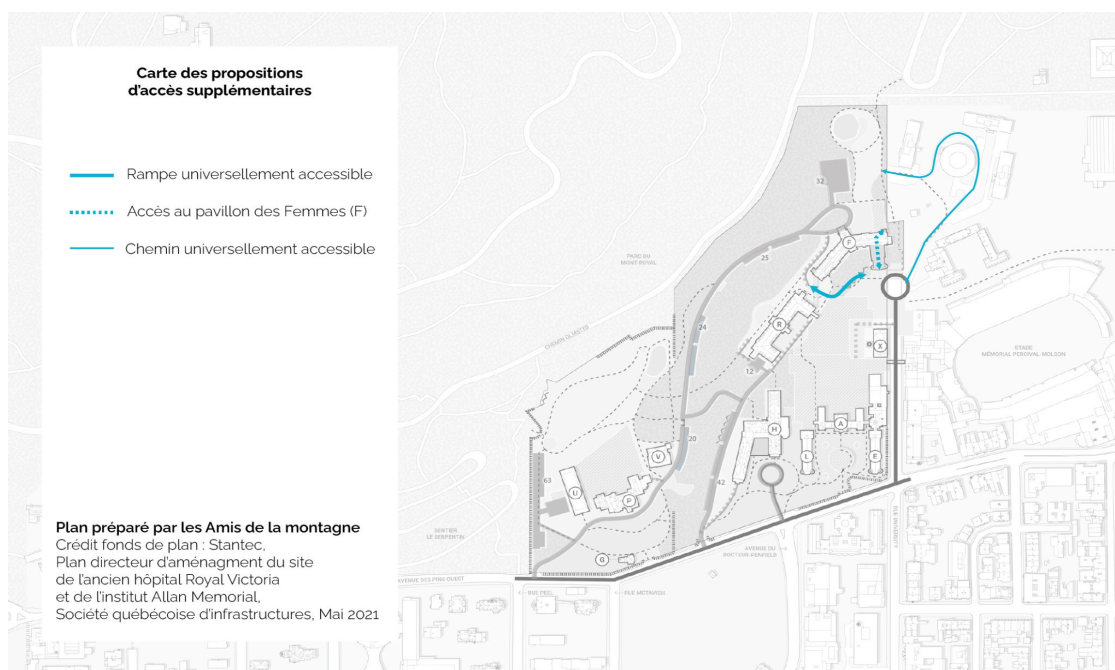 Carte des propositions
d'accès supplémentaires
Rampe universellement accessible
Accès au pavillon des Femmes (F)
Chemin universellement accessible
Plan préparé par les Amis de la montagne
Crédit fonds de plan : Stantec,
Plan directeur d'aménagment du site
de l'ancien hôpital Royal Victoria
et de l'institut Allan Memorial,
Société québécoise d'infrastructures, Mai 2021
32
F
25
PARC DU
MONT-ROYAL
R
24
CHEMIN OLMSTED
X
STADE
MÉMORIAL PERCIVAL-MOLSON
12
H
A
20
V
L
E
63
U
P
42
SENTIER
LE SERPENTIN
G
AVENUE DU
DOCTEUR-PENFIELD
RUE UNIVERSITY
AVENUE DES PINS OUEST
RUE PEEL
RUE MCTAVISH